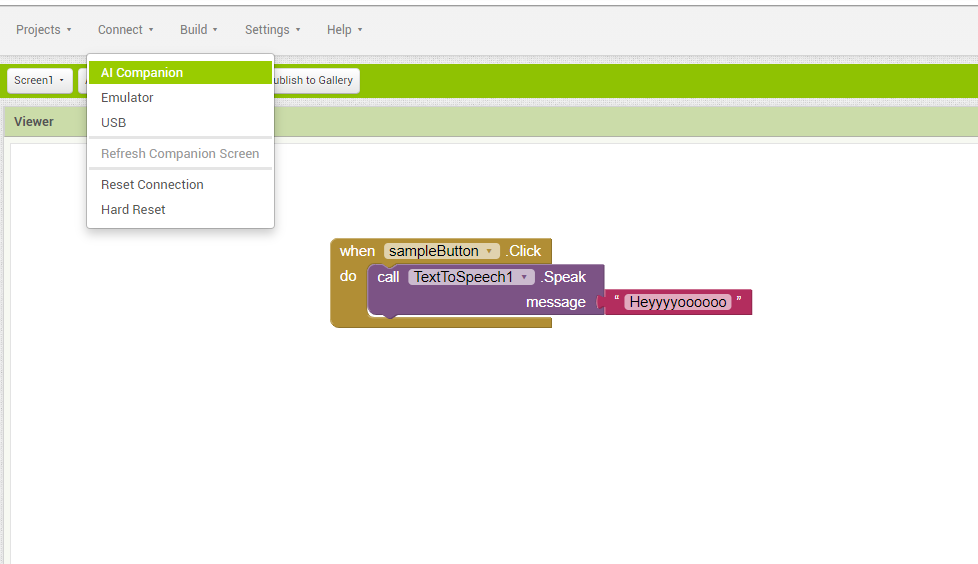 Projects Connect Build Settings Help
AI Companion
Screen1 ublish to Gallery
Emulator
Viewer
USB
Refresh Companion Screen
Reset Connection
Hard Reset
when sampleButton .Click
do call TextToSpeech1 .Speak
message “ Heyyyyoooooo ”